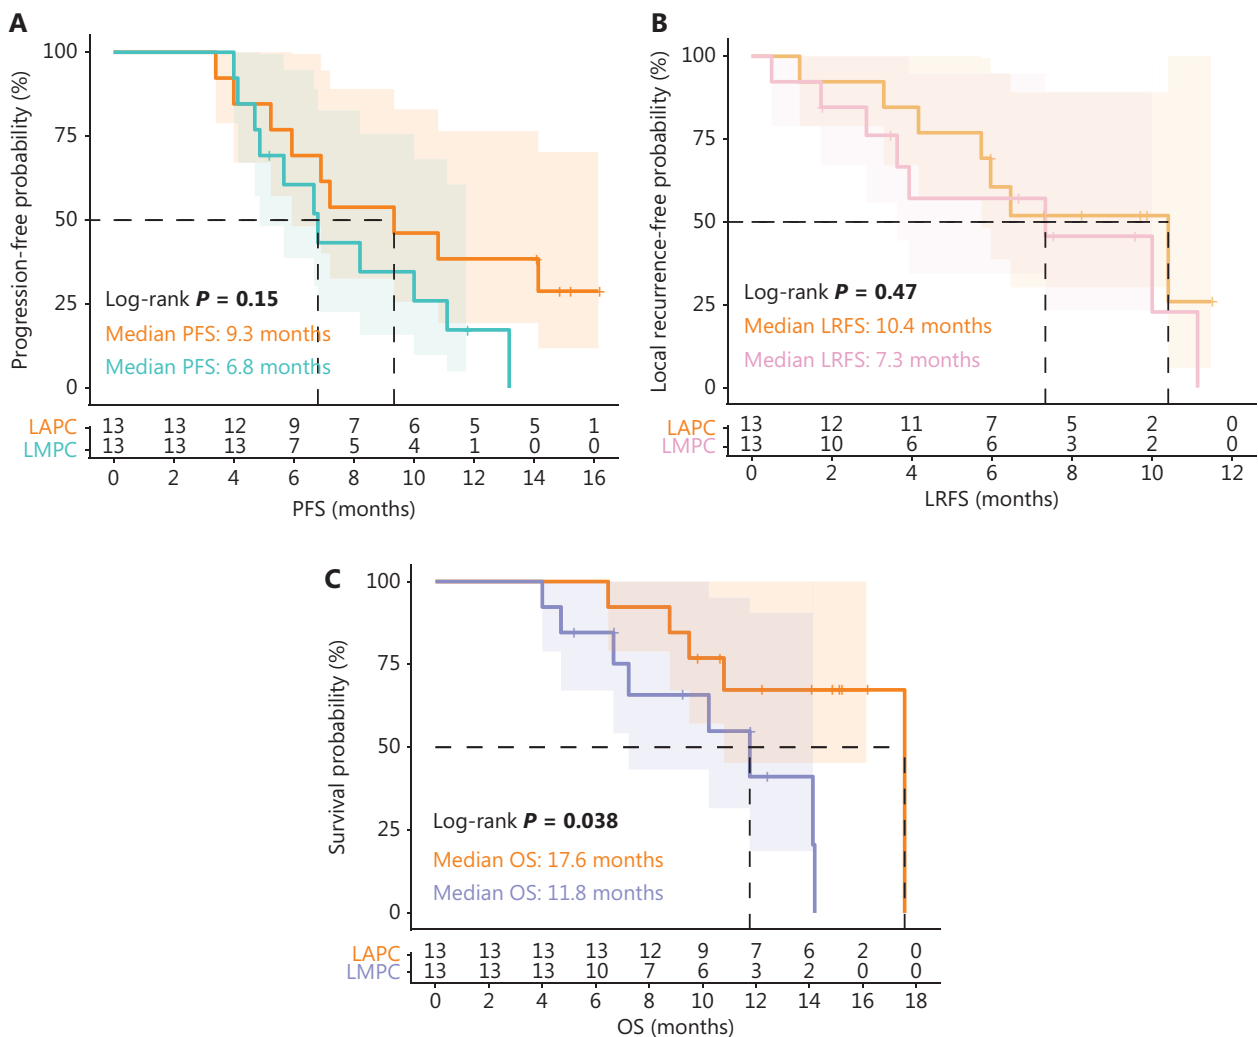 A
Progression-free probability (%)
100
75
50
25
0
Log-rank P = 0.15
Median PFS: 9.3 months
Median PFS: 6.8 months
LAPC 13 13 12 9 7 6 5 5 1
LMPC 13 13 13 7 5 4 1 0 0
0 2 4 6 8 10 12 14 16
PFS (months)
B
Local recurrence-free probability (%)
100
75
50
25
0
Log-rank P = 0.47
Median LRFS: 10.4 months
Median LRFS: 7.3 months
LAPC 13 12 11 7 5 2 0
LMPC 13 10 6 6 3 2 0
0 2 4 6 8 10 12
LRFS (months)
C
Survival probability (%)
100
75
50
25
0
Log-rank P = 0.038
Median OS: 17.6 months
Median OS: 11.8 months
LAPC 13 13 13 13 12 9 7 6 2 0
LMPC 13 13 13 10 7 6 3 2 0 0
0 2 4 6 8 10 12 14 16 18
OS (months)